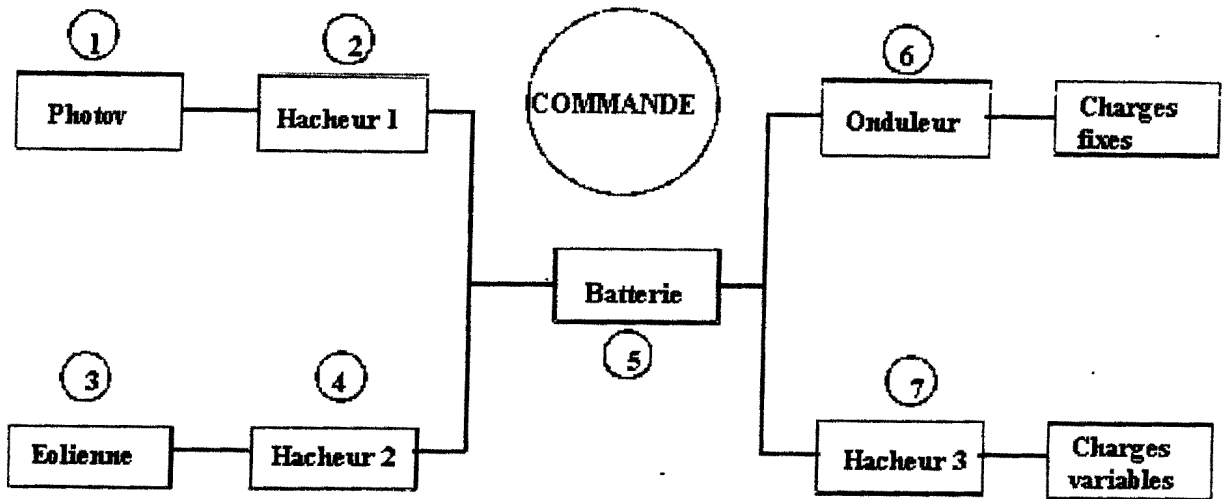 1
2
6
Photov
Hacheur 1
COMMANDE
Onduleur
Charges
fixes
Batterie
5
3
4
7
Eolienne
Hacheur 2
Hacheur 3
Charges
variables